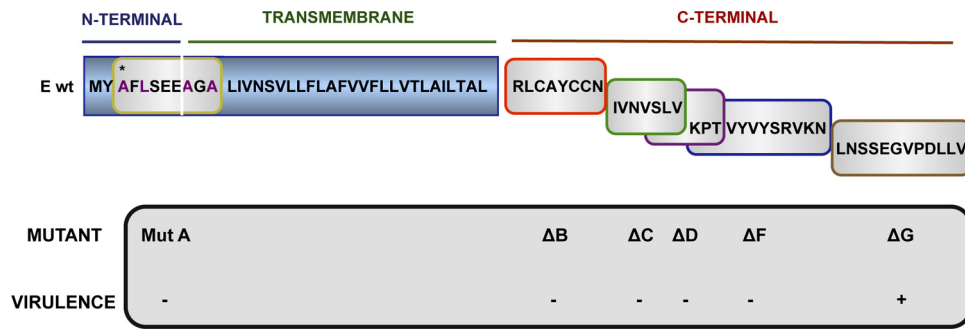 N-TERMINAL TRANSMEMBRANE C-TERMINAL
*
E wt MY AFLSEEAGA LIVNSVLLFLAFVVFLLVTLAILTAL RLCAYCCN IVNVSLV KPT VYVYSRVKN LNSSEGVPDLLV
MUTANT Mut A ΔB ΔC ΔD ΔF ΔG
VIRULENCE - - - - - +